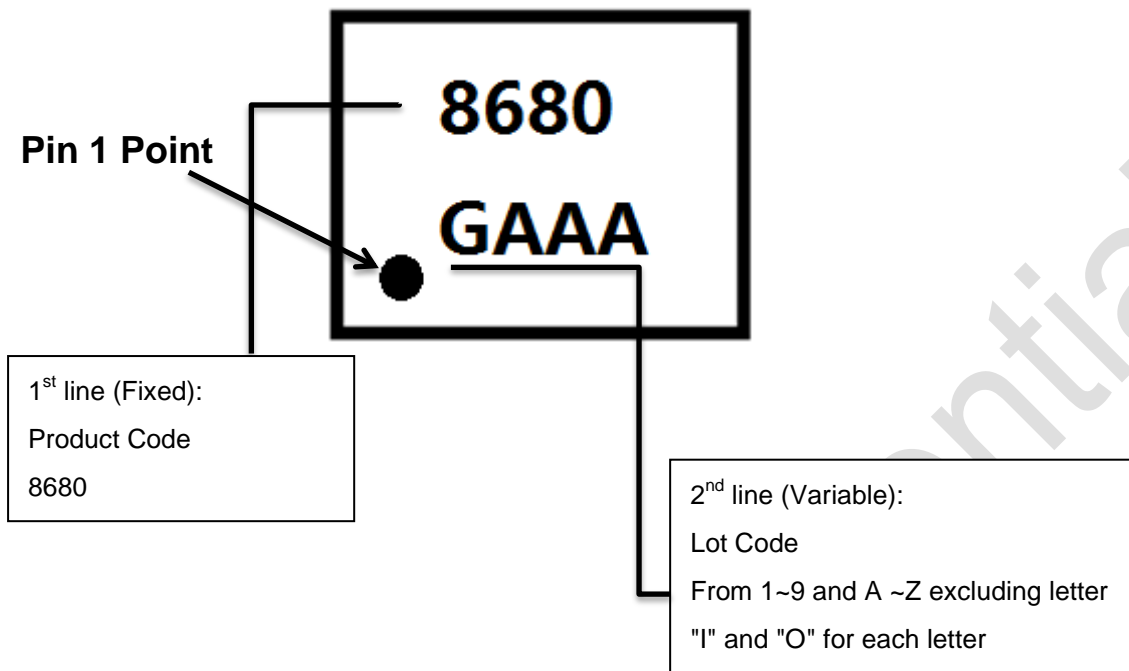 8680
Pin 1 Point
GAAA
1st line (Fixed):
Product Code
8680
2nd line (Variable):
Lot Code
From 1~9 and A ~Z excluding letter
"I" and "O" for each letter